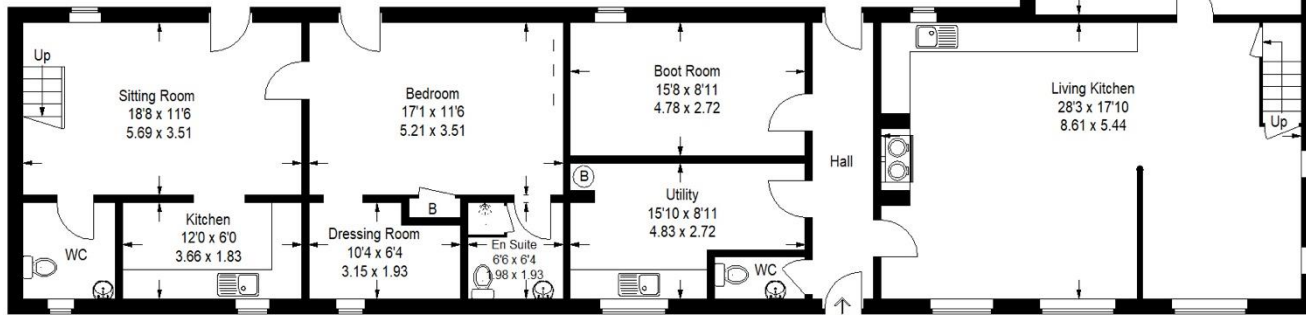 Up
Sitting Room
18'8 x 11'6
5.69 x 3.51
Bedroom
17'1 x 11'6
5.21 x 3.51
Boot Room
15'8 x 8'11
4.78 x 2.72
Hall
Living Kitchen
28'3 x 17'10
8.61 x 5.44
Up
WC
Kitchen
12'0 x 6'0
3.66 x 1.83
B
Dressing Room
10'4 x 6'4
3.15 x 1.93
En Suite
6'6 x 6'4
1.98 x 1.93
B
Utility
15'10 x 8'11
4.83 x 2.72
WC